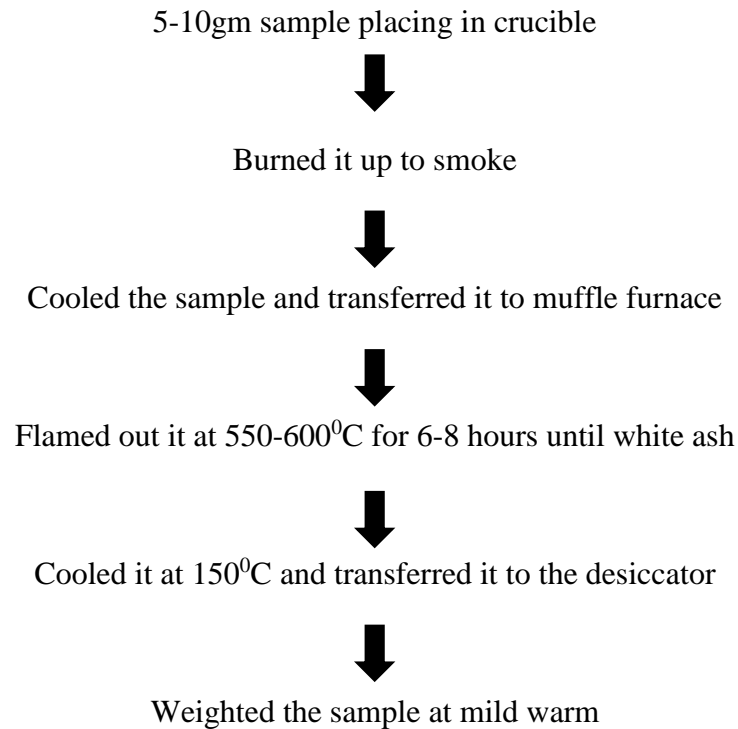 5-10gm sample placing in crucible
Burned it up to smoke
Cooled the sample and transferred it to muffle furnace
Flamed out it at 550-600⁰C for 6-8 hours until white ash
Cooled it at 150⁰C and transferred it to the desiccator
Weighted the sample at mild warm